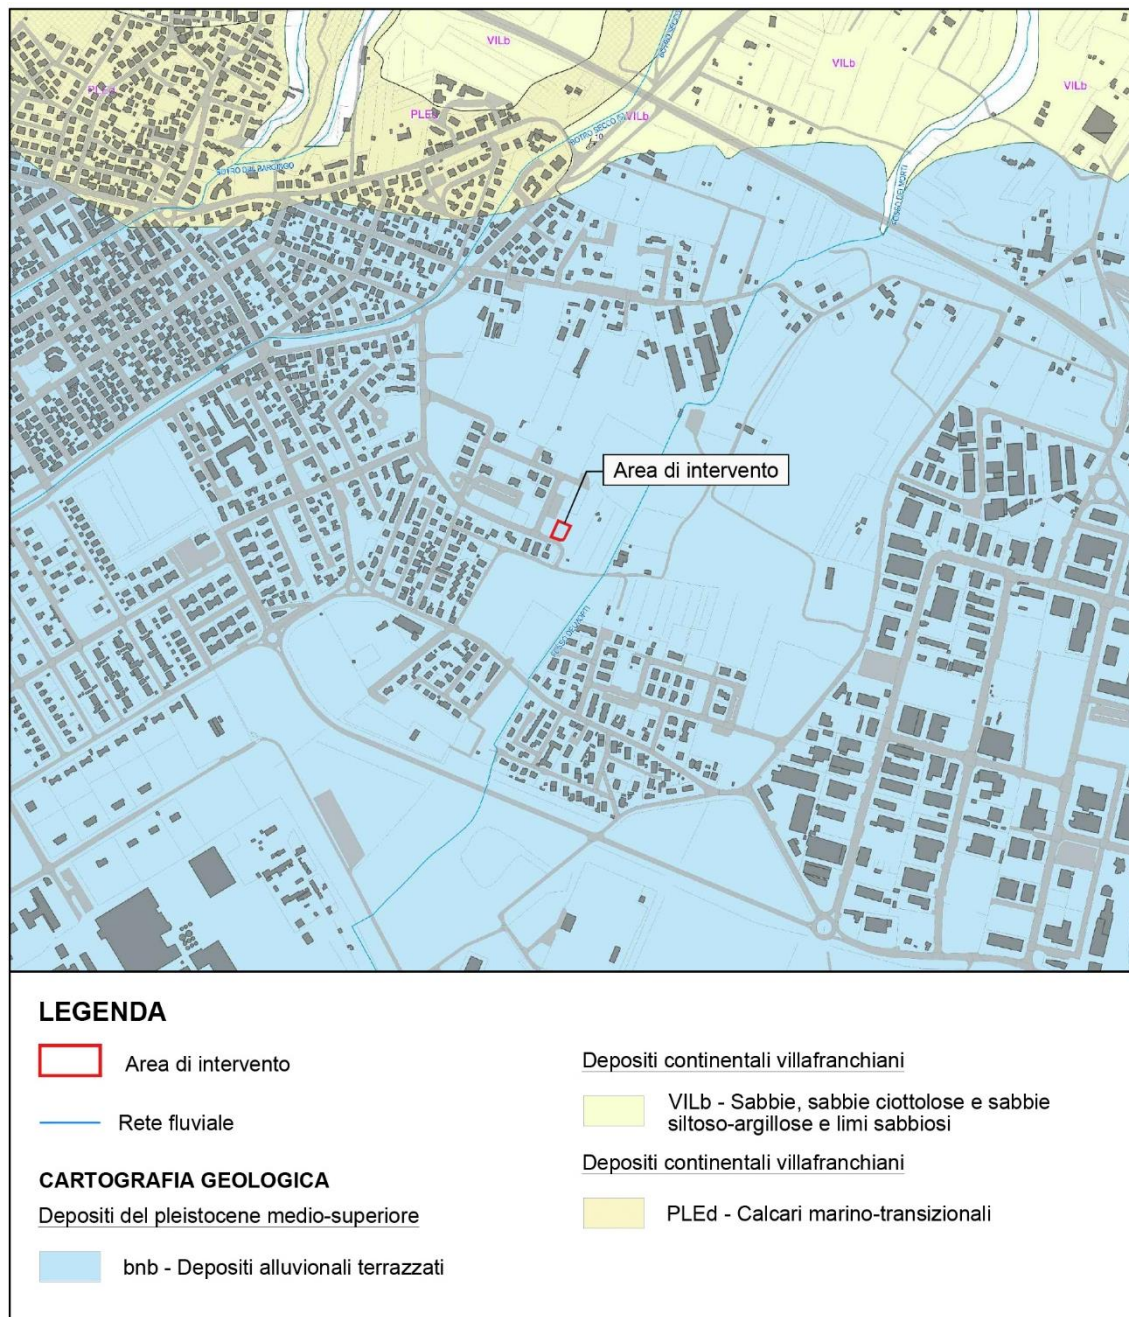 VILb
VILb
VILb
VILb
BOTRO SECCO
Area di intervento
LEGENDA
Area di intervento
Rete fluviale
CARTOGRAFIA GEOLOGICA
Depositi del pleistocene medio-superiore
bnb - Depositi alluvionali terrazzati
Depositi continentali villafranchiani
VILb - Sabbie, sabbie ciottolose e sabbie
siltoso-argillose e limi sabbiosi
Depositi continentali villafranchiani
PLEd - Calcari marino-transizionali